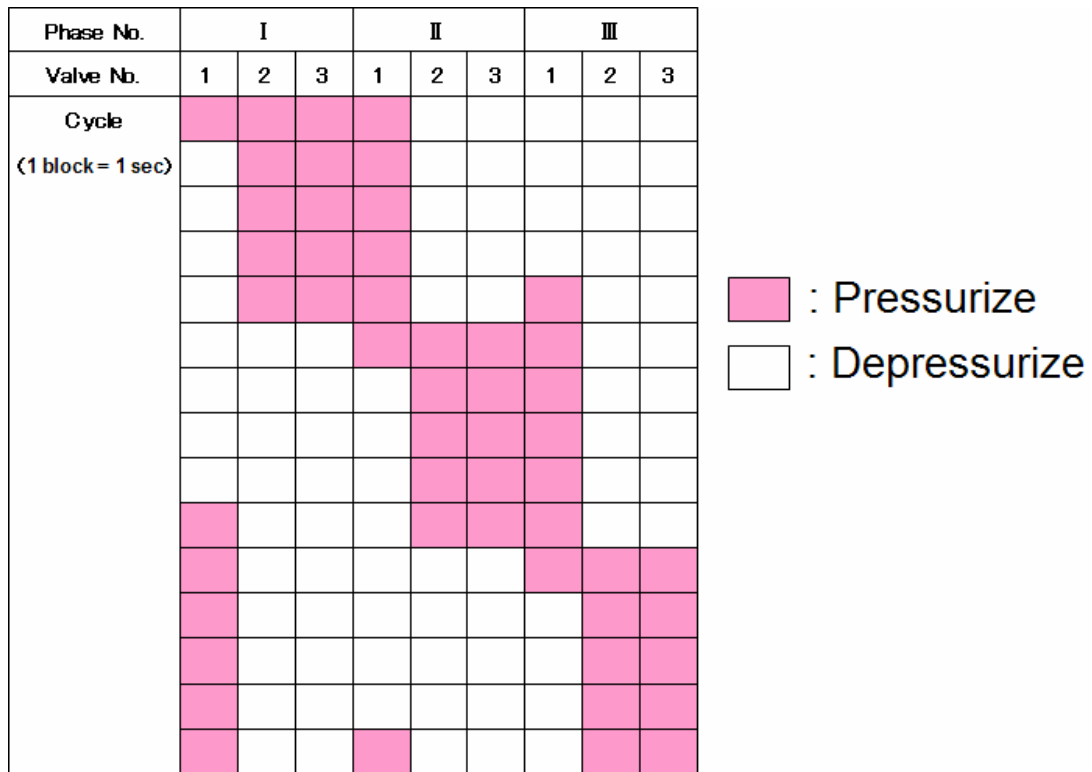 Phase No. Ⅰ Ⅱ Ⅲ
Valve No. 1 2 3 1 2 3 1 2 3
Cycle
(1 block = 1 sec)
: Pressurize
: Depressurize